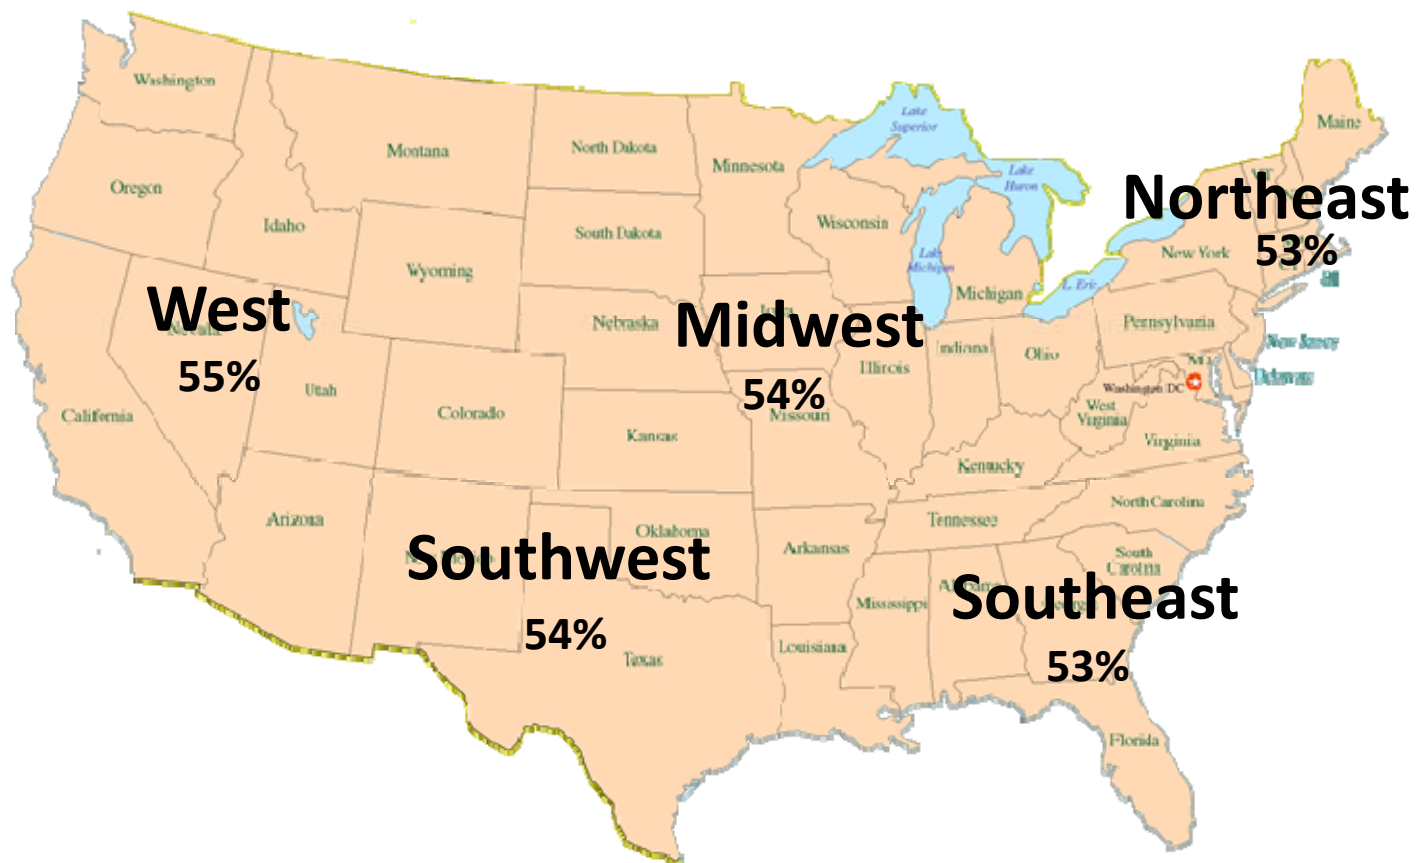 Washington
Montana
North Dakota
Minnesota
Lake
Superior
Maine
Oregon
Idaho
South Dakota
Wisconsin
Lake
Huron
Northeast
53%
New York
Wyoming
Lake
Michigan
Michigan
L. Erie
West
55%
Nebraska
Midwest
54%
Pennsylvania
New Jersey
Delaware
MD
Washington DC
Illinois
Indiana
Ohio
California
Utah
Colorado
Kansas
Missouri
West
Virginia
Virginia
Kentucky
Arizona
Oklahoma
Arkansas
Tennessee
North Carolina
South
Carolina
Southwest
54%
Texas
Mississippi
Louisiana
Southeast
53%
Florida